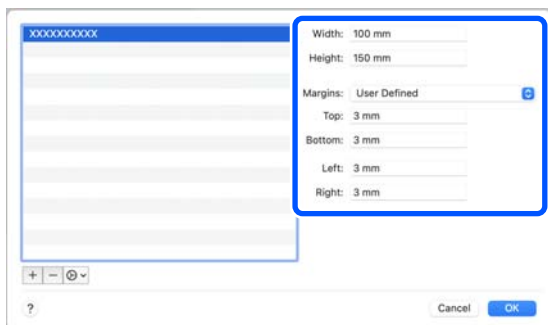 XXXXXXXXXX
Width: 100 mm
Height: 150 mm
Margins: User Defined
Top: 3 mm
Bottom: 3 mm
Left: 3 mm
Right: 3 mm
+ −
? Cancel OK